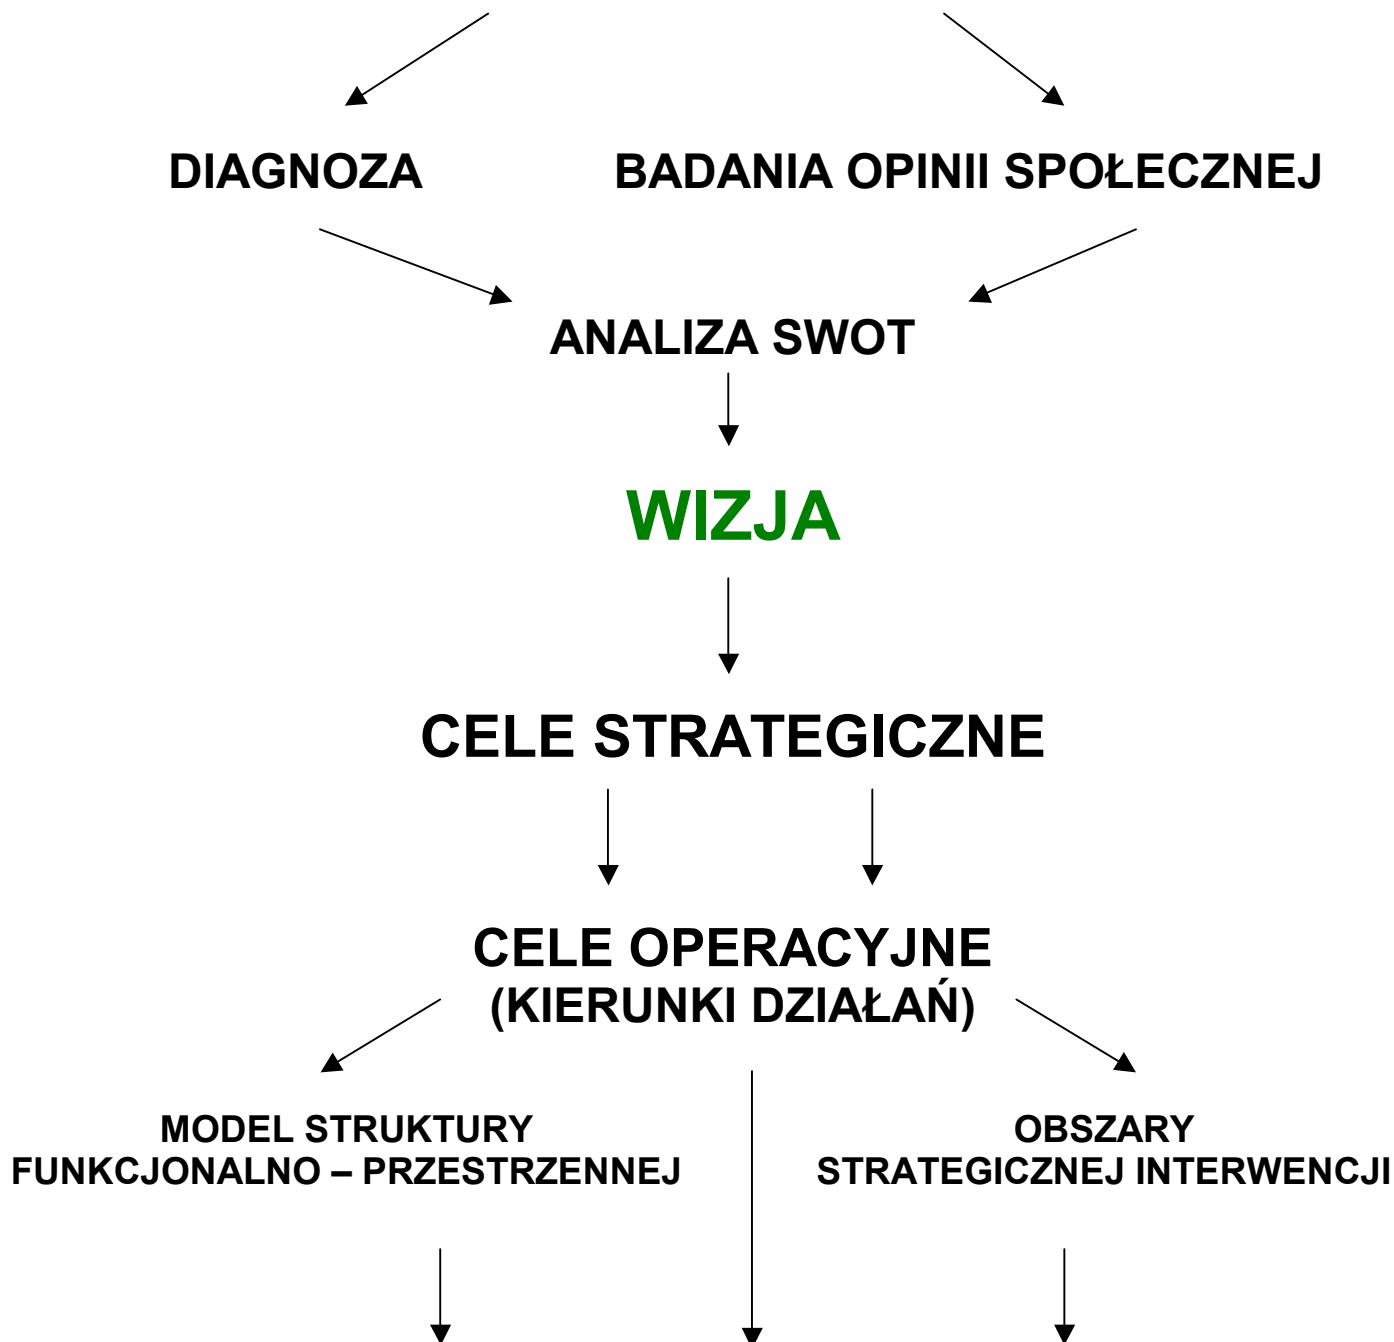 DIAGNOZA
BADANIA OPINII SPOŁECZNEJ
ANALIZA SWOT
WIZJA
CELE STRATEGICZNE
CELE OPERACYJNE
(KIERUNKI DZIAŁAŃ)
MODEL STRUKTURY
FUNKCJONALNO – PRZESTRZENNEJ
OBSZARY
STRATEGICZNEJ INTERWENCJI